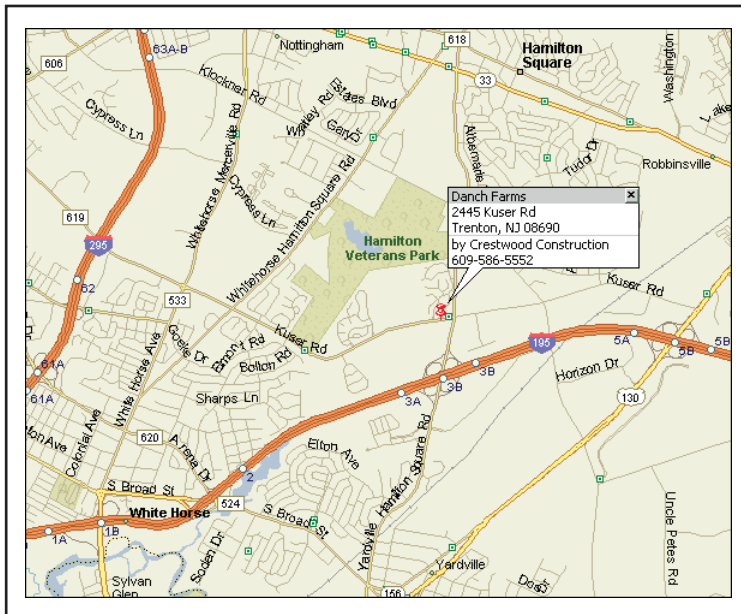 63A-B
Nottingham
618
Hamilton
Square
606
Klockner Rd
33
Cypress Ln
Whitehorse Mercerville Rd
Estates Blvd
Gary Dr
Washington
Tudor Dr
Robbinsville
Danch Farms
2445 Kuser Rd
Trenton, NJ 08690
by Crestwood Construction
609-586-5552
Cypress Ln
619
295
Whitehorse Hamilton Square Rd
Hamilton
Veterans Park
Kuser Rd
62
533
Kuser Rd
Bolton Rd
195
5A
5B
5B
61A
61A
White Horse Ave
3A
3B
3B
Horizon Dr
130
Sharps Ln
Colonial Ave
620
Arena Dr
Elton Ave
Yardville Hamilton Square Rd
2
S Broad St
524
S Broad St
White Horse
1A
1B
Soden Dr
Uncle Petes Rd
Sylvan
Glen
156
Yardville